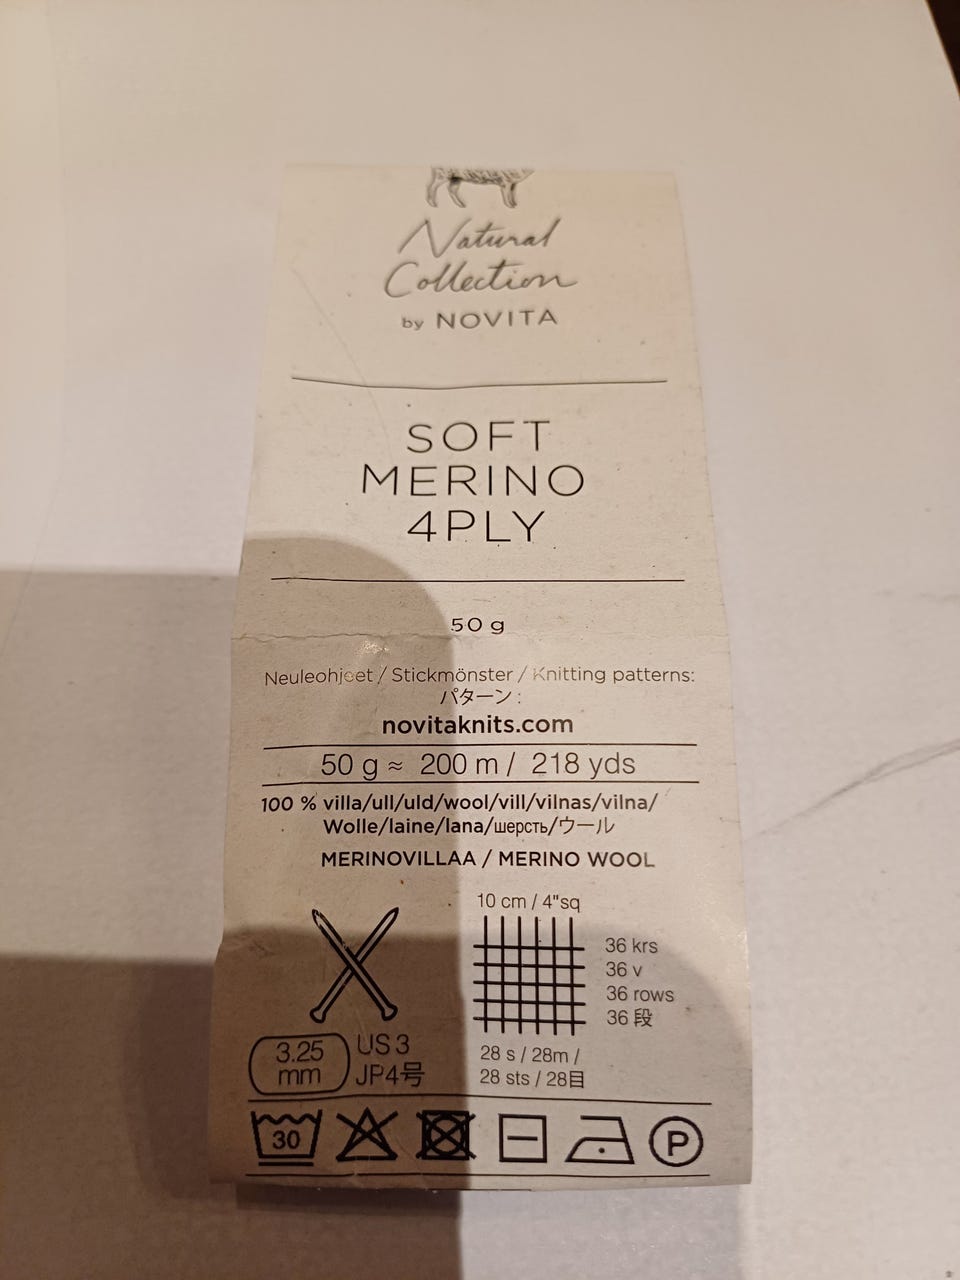 Natural
Collection
by NOVITA
SOFT
MERINO
4PLY
50 g
Neuleohjeet / Stickmönster / Knitting patterns:
パターン :
novitaknits.com
50 g ≈ 200 m / 218 yds
100 % villa/ull/uld/wool/vill/vilnas/vilna/
Wolle/laine/lana/шерсть/ウール
MERINOVILLAA / MERINO WOOL
10 cm / 4"sq
36 krs
36 v
36 rows
36 段
3.25
mm
US 3
JP4号
28 s / 28m /
28 sts / 28目
30
P